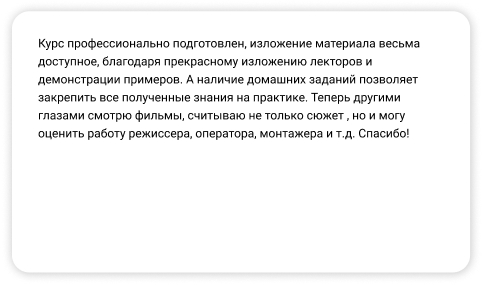 Курс профессионально подготовлен, изложение материала весьма
доступное, благодаря прекрасному изложению лекторов и
демонстрации примеров. А наличие домашних заданий позволяет
закрепить все полученные знания на практике. Теперь другими
глазами смотрю фильмы, считываю не только сюжет , но и могу
оценить работу режиссера, оператора, монтажера и т.д. Спасибо!